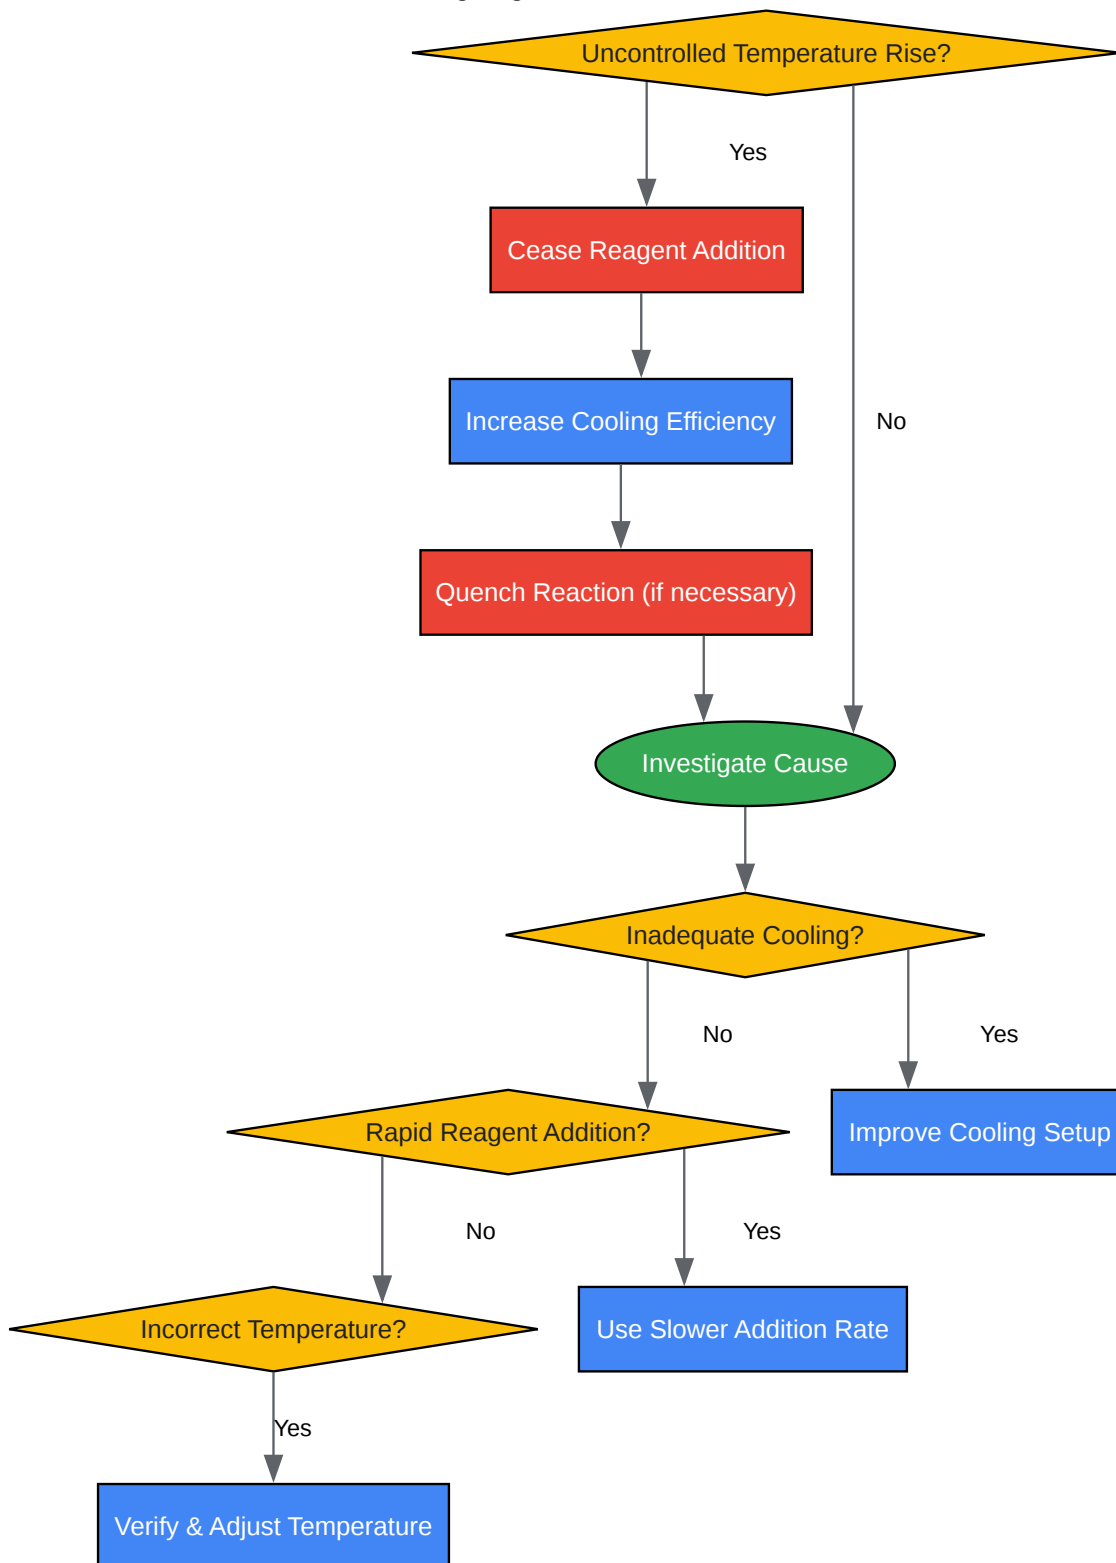 Uncontrolled Temperature Rise?
Yes
Cease Reagent Addition
Increase Cooling Efficiency
No
Quench Reaction (if necessary)
Investigate Cause
Inadequate Cooling?
No
Yes
Rapid Reagent Addition?
Improve Cooling Setup
No
Yes
Incorrect Temperature?
Use Slower Addition Rate
Yes
Verify & Adjust Temperature